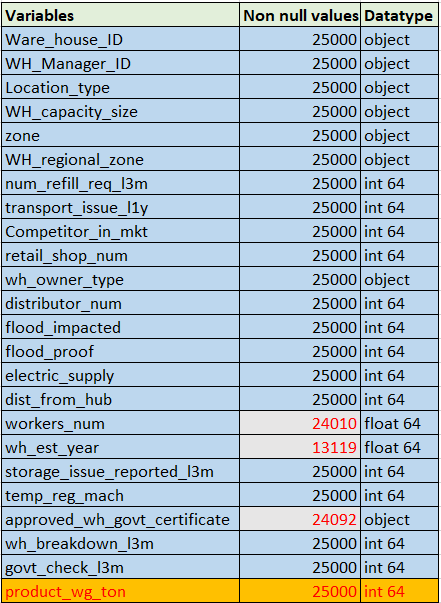 Variables Non null values Datatype
Ware_house_ID 25000 object
WH_Manager_ID 25000 object
Location_type 25000 object
WH_capacity_size 25000 object
zone 25000 object
WH_regional_zone 25000 object
num_refill_req_l3m 25000 int 64
transport_issue_l1y 25000 int 64
Competitor_in_mkt 25000 int 64
retail_shop_num 25000 int 64
wh_owner_type 25000 object
distributor_num 25000 int 64
flood_impacted 25000 int 64
flood_proof 25000 int 64
electric_supply 25000 int 64
dist_from_hub 25000 int 64
workers_num 24010 float 64
wh_est_year 13119 float 64
storage_issue_reported_l3m 25000 int 64
temp_reg_mach 25000 int 64
approved_wh_govt_certificate 24092 object
wh_breakdown_l3m 25000 int 64
govt_check_l3m 25000 int 64
product_wg_ton 25000 int 64